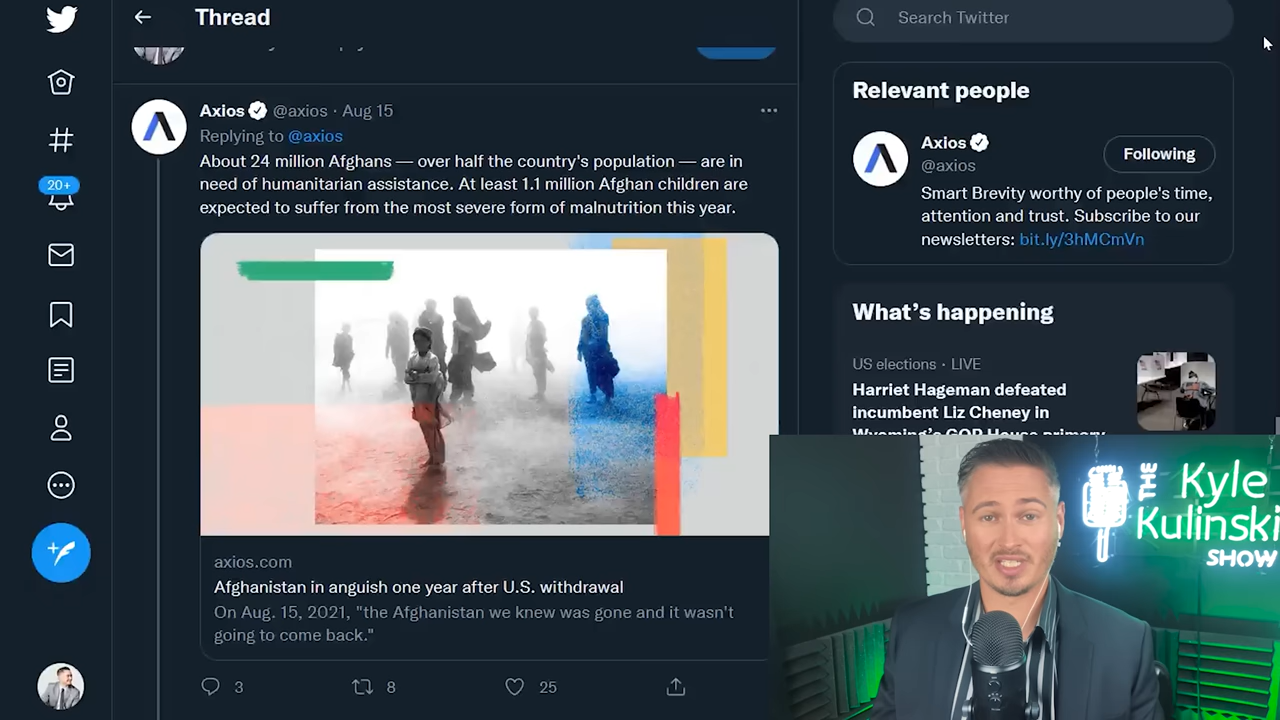 Thread
Axios @axios · Aug 15
Replying to @axios
About 24 million Afghans — over half the country's population — are in
need of humanitarian assistance. At least 1.1 million Afghan children are
expected to suffer from the most severe form of malnutrition this year.
axios.com
Afghanistan in anguish one year after U.S. withdrawal
On Aug. 15, 2021, "the Afghanistan we knew was gone and it wasn't
going to come back."
3
8
25
20+
Search Twitter
Relevant people
Axios
@axios
Following
Smart Brevity worthy of people's time,
attention and trust. Subscribe to our
newsletters: bit.ly/3hMCmVn
What's happening
US elections · LIVE
Harriet Hageman defeated
incumbent Liz Cheney in
Wyoming's GOP House primary
THE
Kyle
Kulinski
SHOW